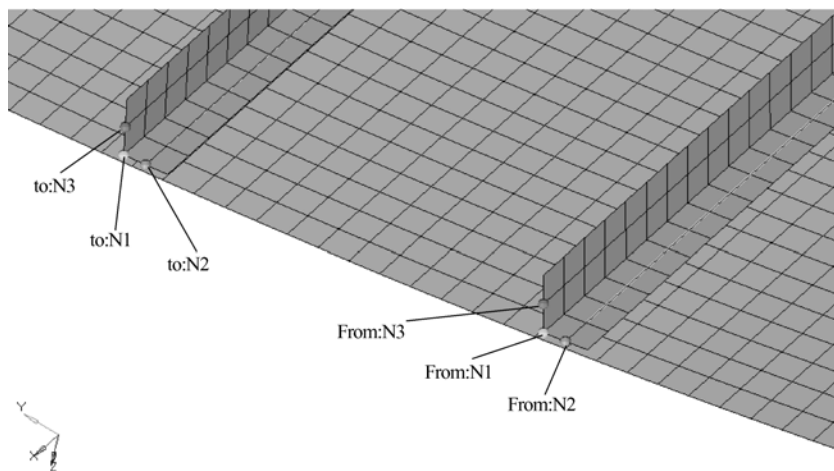 to:N3
to:N1
to:N2
From:N3
From:N1
From:N2
Y
X
Z